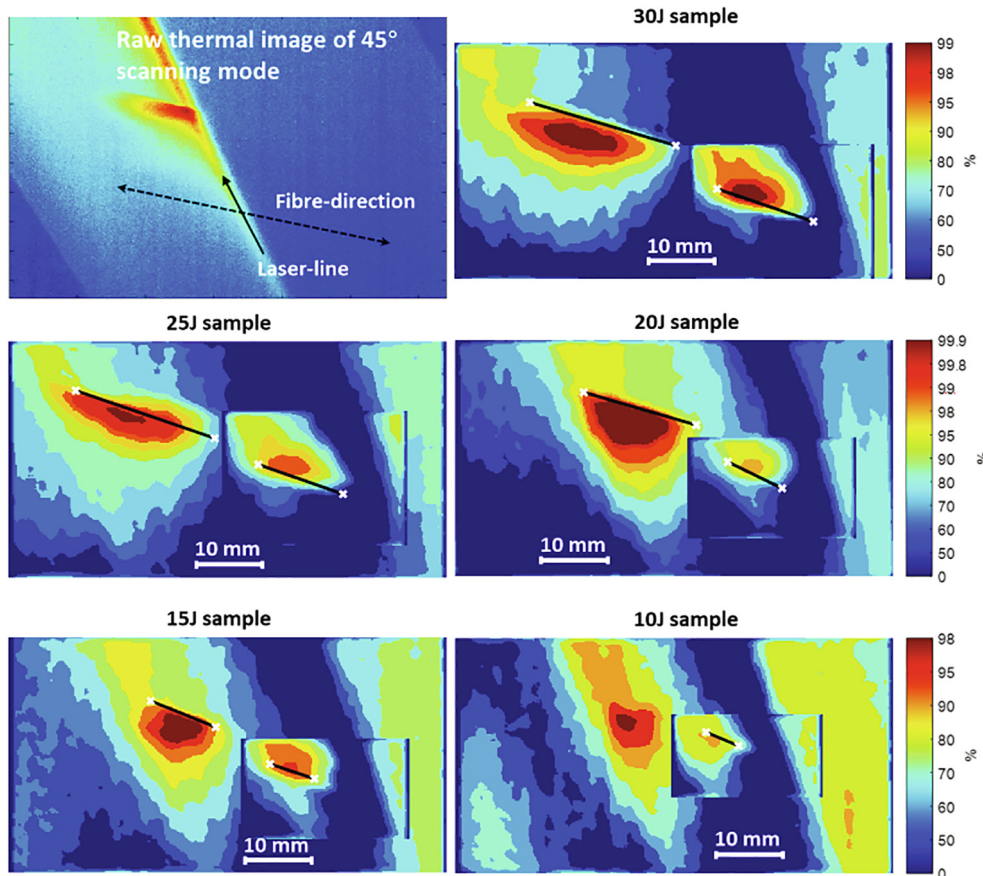 30J sample
Raw thermal image of 45°
scanning mode
Fibre-direction
Laser-line
10 mm
99
98
95
90
80
70
60
50
0
%
25J sample
20J sample
10 mm
10 mm
99.9
99.8
99.
98
95
90
80
70
60
50
0
%
15J sample
10J sample
10 mm
10 mm
98
95
90
80
70
60
50
40
0
%